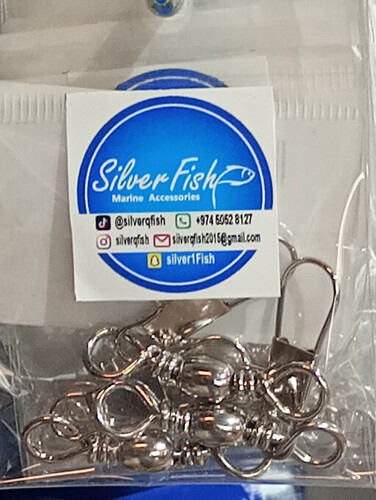 Silver Fish
Marine Accessories
@silverqfish +974 5052 8127
silverqfish silverqfish2015@gmail.com
silver1Fish